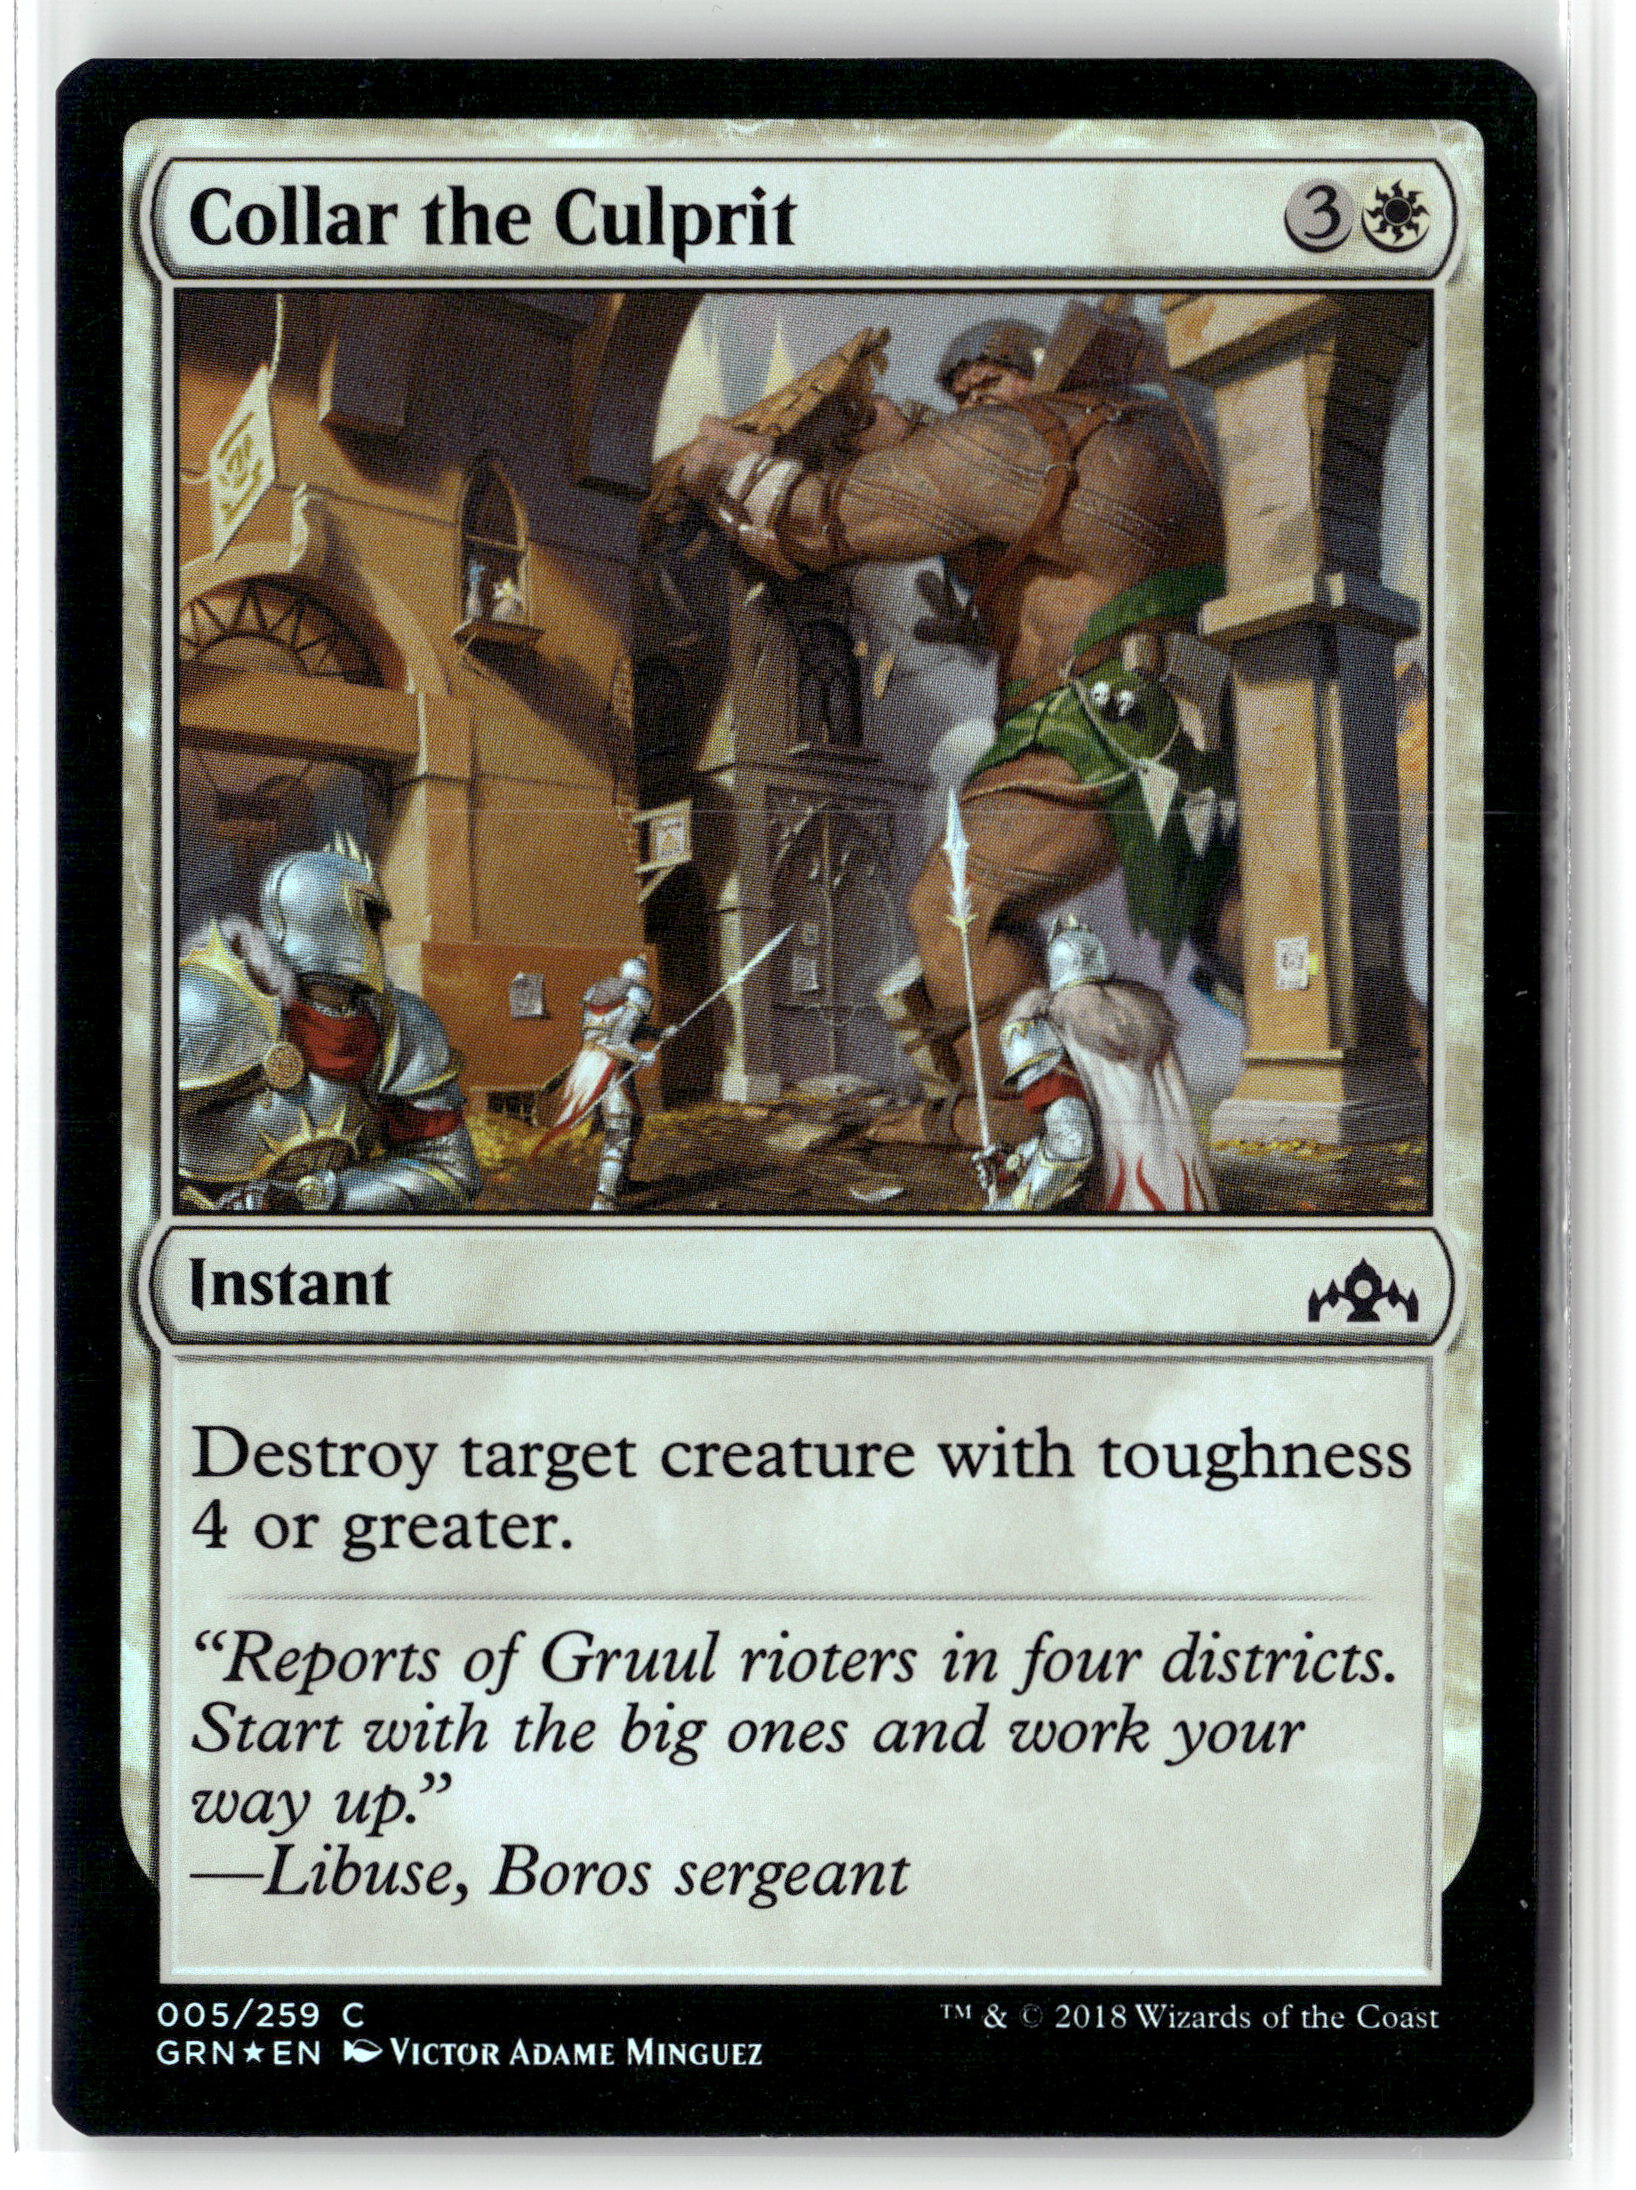 Collar the Culprit 3
Instant
Destroy target creature with toughness
4 or greater.
“Reports of Gruul rioters in four districts.
Start with the big ones and work your
way up.”
—Libuse, Boros sergeant
005/259 C
GRN★EN VICTOR ADAME MINGUEZ
™ & © 2018 Wizards of the Coast